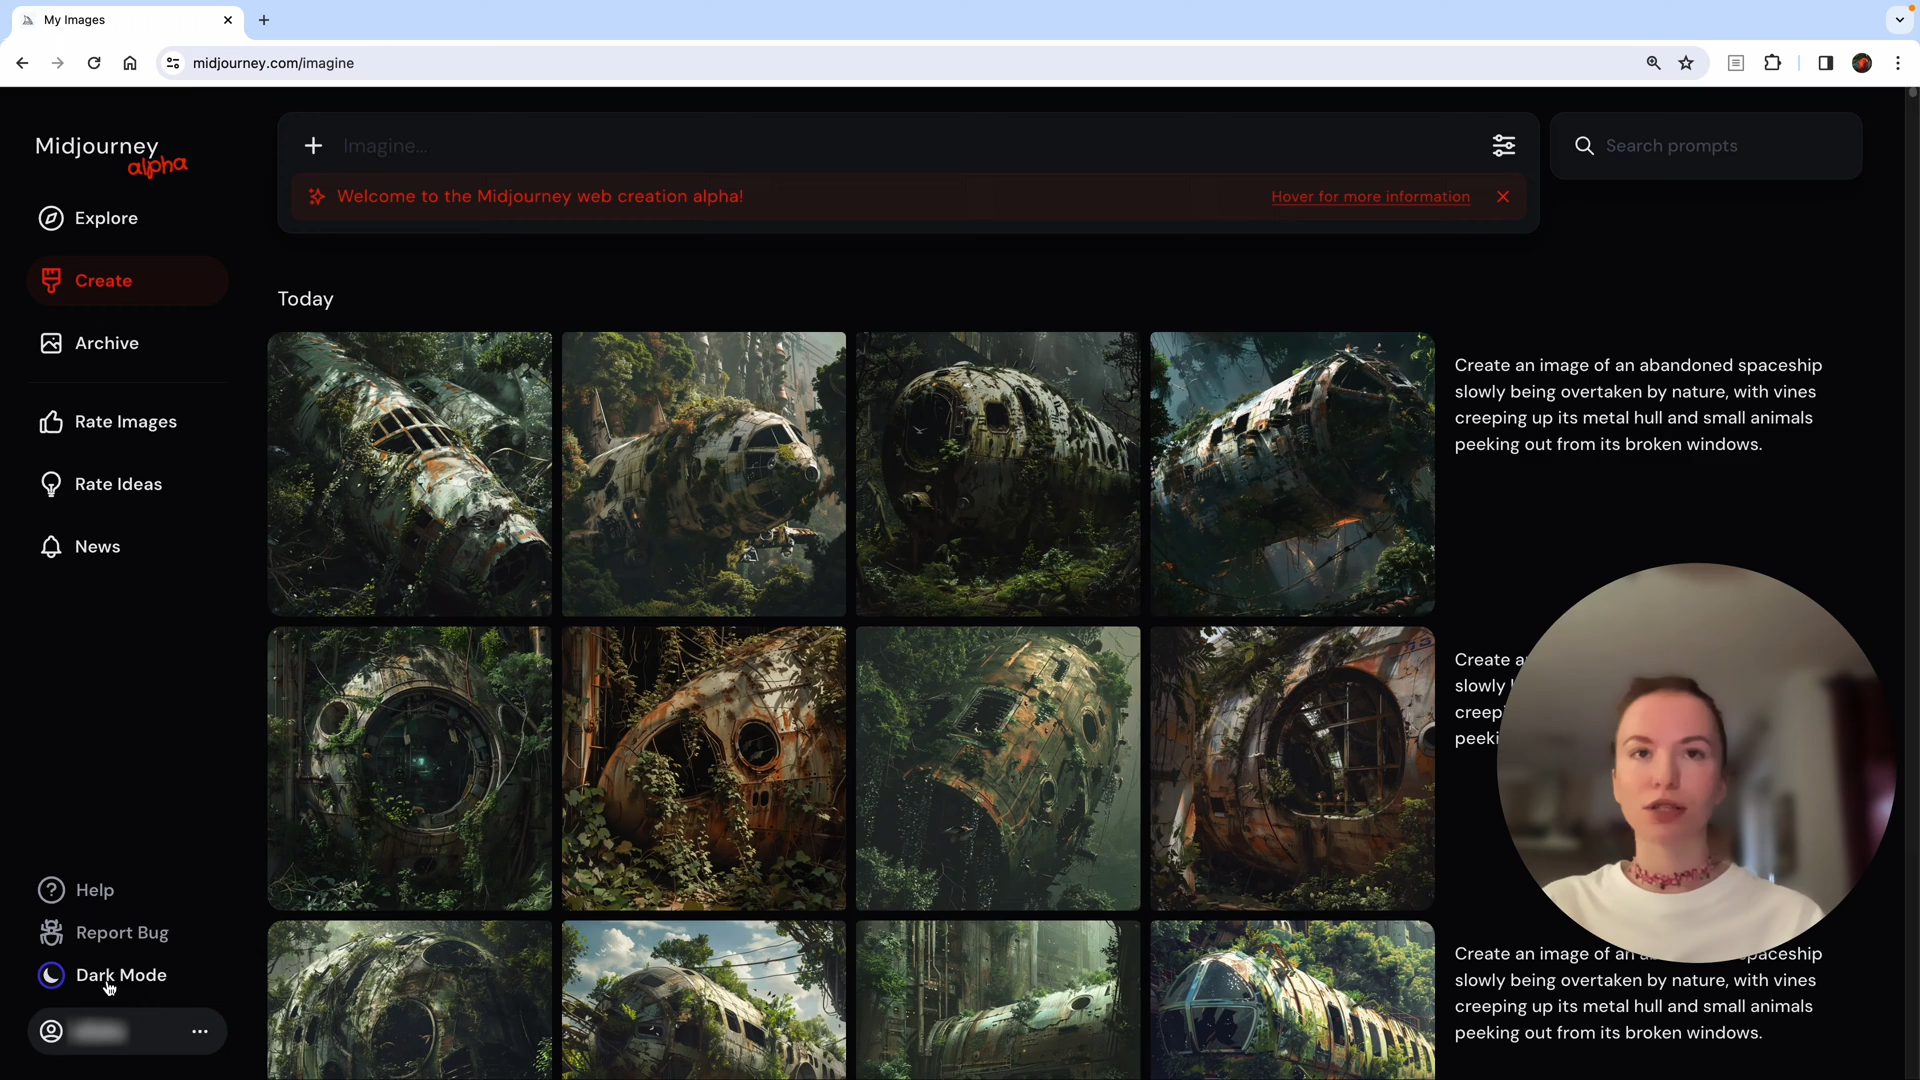 My Images
midjourney.com/imagine
Midjourney
alpha
Imagine...
Search prompts
Welcome to the Midjourney web creation alpha!
Hover for more information
Explore
Create
Archive
Rate Images
Rate Ideas
News
Today
Create an image of an abandoned spaceship
slowly being overtaken by nature, with vines
creeping up its metal hull and small animals
peeking out from its broken windows.
Create
slowly
Create an image of an
slowly being overtaken by nature, with vines
creeping up its metal hull and small animals
peeking out from its broken windows.
Help
Report Bug
Dark Mode